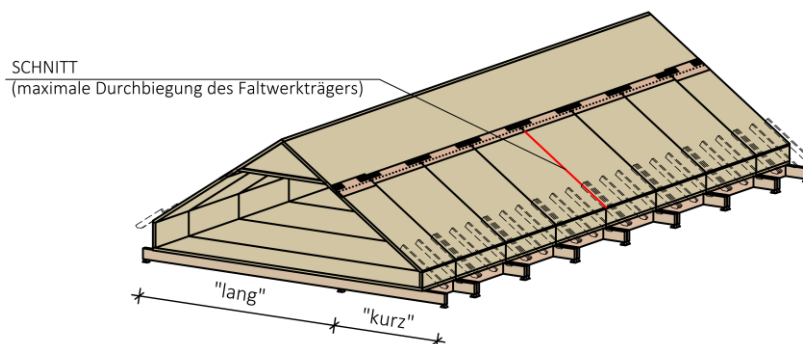 SCHNITT
(maximale Durchbiegung des Faltwerkträgers)
"lang"
"kurz"